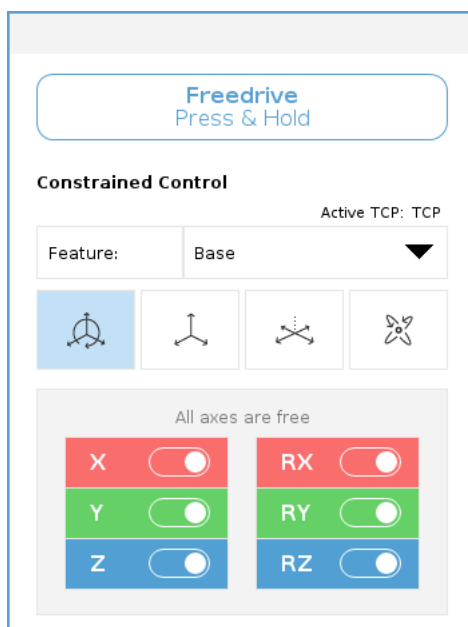 Freedrive
Press & Hold
Constrained Control
Active TCP: TCP
Feature: Base
All axes are free
X RX
Y RY
Z RZ